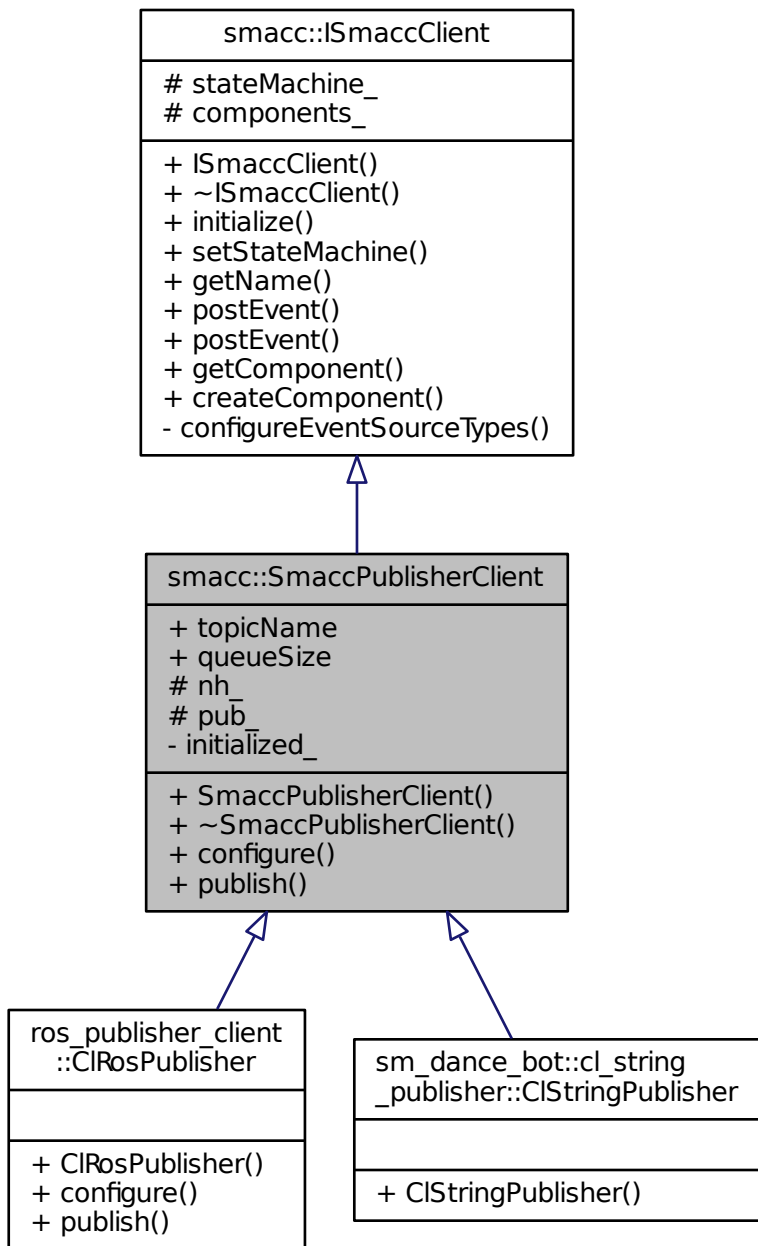 smacc::ISmaccClient
# stateMachine_
# components_
+ ISmaccClient()
+ ~ISmaccClient()
+ initialize()
+ setStateMachine()
+ getName()
+ postEvent()
+ postEvent()
+ getComponent()
+ createComponent()
- configureEventSourceTypes()
smacc::SmaccPublisherClient
+ topicName
+ queueSize
# nh_
# pub_
- initialized_
+ SmaccPublisherClient()
+ ~SmaccPublisherClient()
+ configure()
+ publish()
ros_publisher_client
::ClRosPublisher
+ ClRosPublisher()
+ configure()
+ publish()
sm_dance_bot::cl_string
_publisher::ClStringPublisher
+ ClStringPublisher()